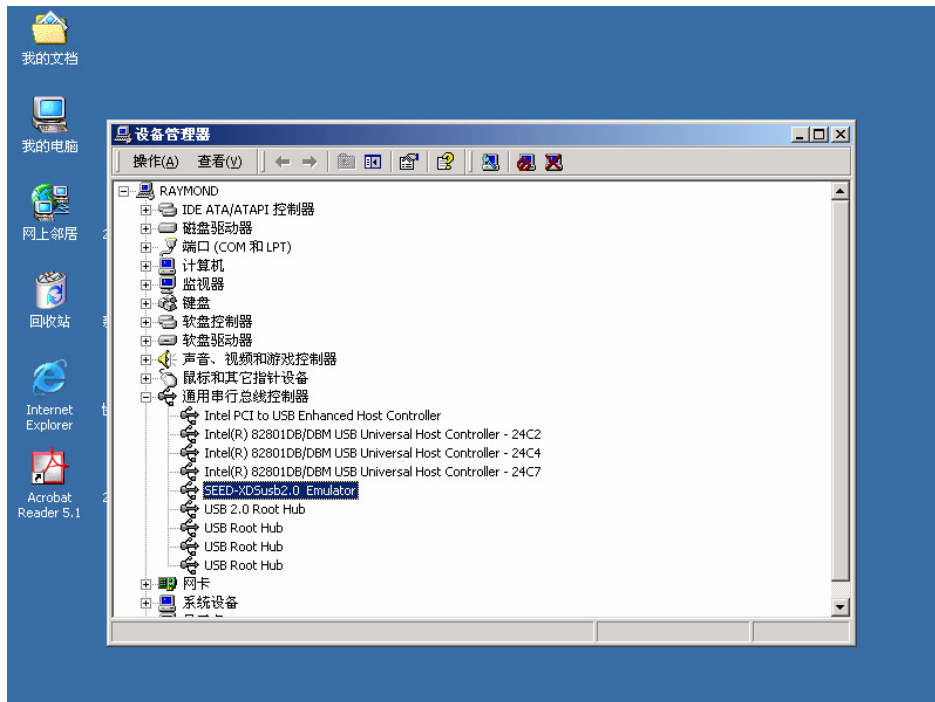 我的文档
我的电脑
网上邻居
回收站
Internet
Explorer
Acrobat
Reader 5.1
设备管理器
操作(A) 查看(V)
RAYMOND
IDE ATA/ATAPI 控制器
磁盘驱动器
端口 (COM 和 LPT)
计算机
监视器
键盘
软盘控制器
软盘驱动器
声音、视频和游戏控制器
鼠标和其它指针设备
通用串行总线控制器
Intel PCI to USB Enhanced Host Controller
Intel(R) 82801DB/DBM USB Universal Host Controller - 24C2
Intel(R) 82801DB/DBM USB Universal Host Controller - 24C4
Intel(R) 82801DB/DBM USB Universal Host Controller - 24C7
SEED-XDSusb2.0 Emulator
USB 2.0 Root Hub
USB Root Hub
USB Root Hub
USB Root Hub
网卡
系统设备